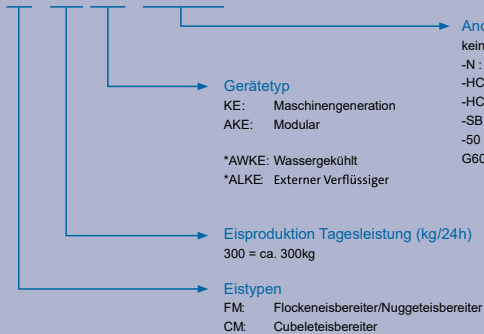 kein
-N :
-HC
-HC
-SB
-50
G60
Gerätetyp
KE: Maschinengeneration
AKE: Modular
*AWKE: Wassergekühlt
*ALKE: Externer Verflüssiger
Eisproduktion Tagesleistung (kg/24h)
300 = ca. 300kg
Eistypen
FM: Flockeneisbereiter/Nuggeteisbereiter
CM: Cubeleteisbereiter